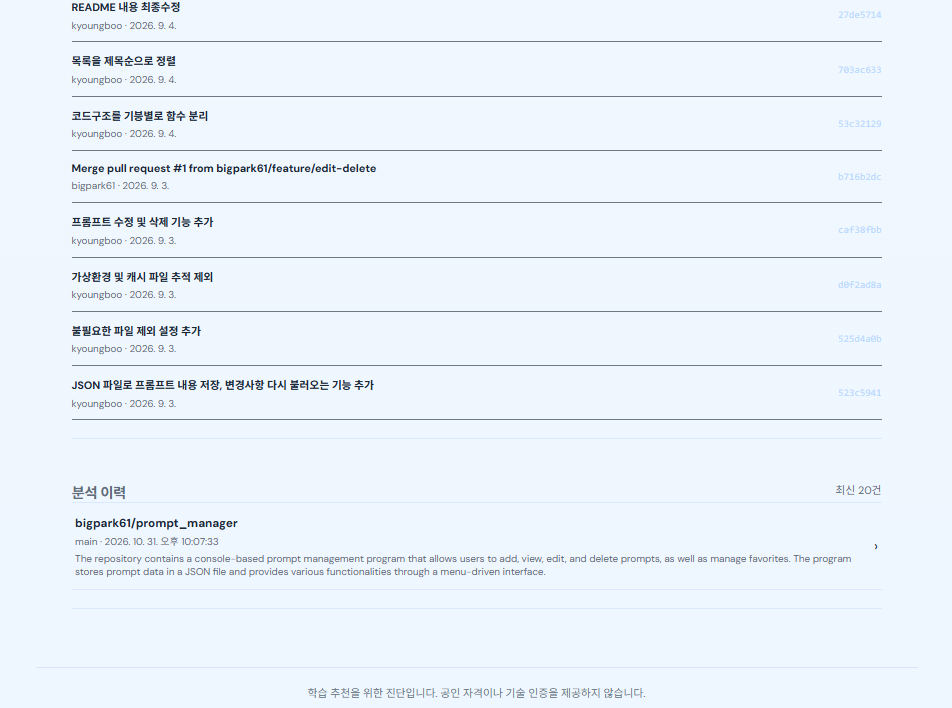 README 내용 최종수정
27de5714
kyoungboo · 2026. 9. 4.
목록을 제목순으로 정렬
703ac633
kyoungboo · 2026. 9. 4.
코드구조를 기능별로 함수 분리
53c32129
kyoungboo · 2026. 9. 4.
Merge pull request #1 from bigpark61/feature/edit-delete
b716b2dc
bigpark61 · 2026. 9. 3.
프롬프트 수정 및 삭제 기능 추가
caf38fbb
kyoungboo · 2026. 9. 3.
가상환경 및 캐시 파일 추적 제외
d0f2ad8a
kyoungboo · 2026. 9. 3.
불필요한 파일 제외 설정 추가
525d4a0b
kyoungboo · 2026. 9. 3.
JSON 파일로 프롬프트 내용 저장, 변경사항 다시 불러오는 기능 추가
523c5941
kyoungboo · 2026. 9. 3.
분석 이력
최신 20건
bigpark61/prompt_manager
main · 2026. 10. 31. 오후 10:07:33
The repository contains a console-based prompt management program that allows users to add, view, edit, and delete prompts, as well as manage favorites. The program
stores prompt data in a JSON file and provides various functionalities through a menu-driven interface.
›
학습 추천을 위한 진단입니다. 공인 자격이나 기술 인증을 제공하지 않습니다.